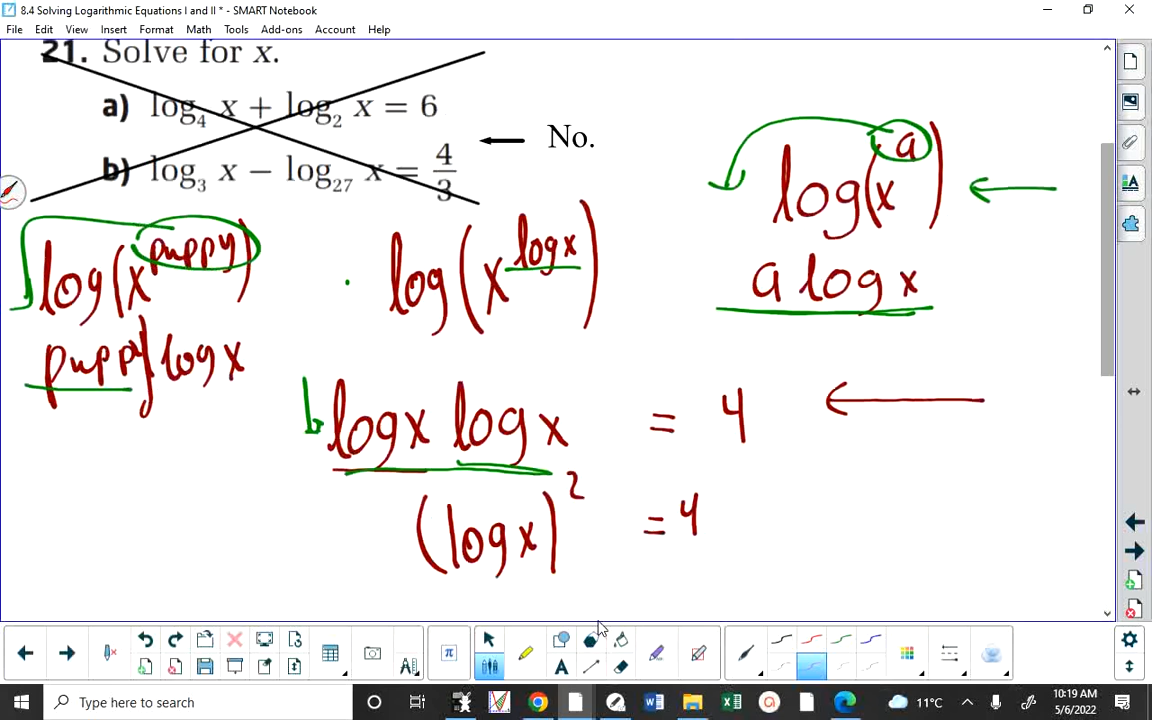 8.4 Solving Logarithmic Equations I and II * - SMART Notebook
File Edit View Insert Format Math Tools Add-ons Account Help
21. Solve for x.
a) log₄ x + log₂ x = 6
← No.
b) log₃ x − log₂₇ x = 4/3
log(x^a)
log(x^puppy)
log(x^log x)
a log x
puppy log x
log x log x = 4
(log x)² = 4
π
A
Type here to search
11°C
10:19 AM
5/6/2022